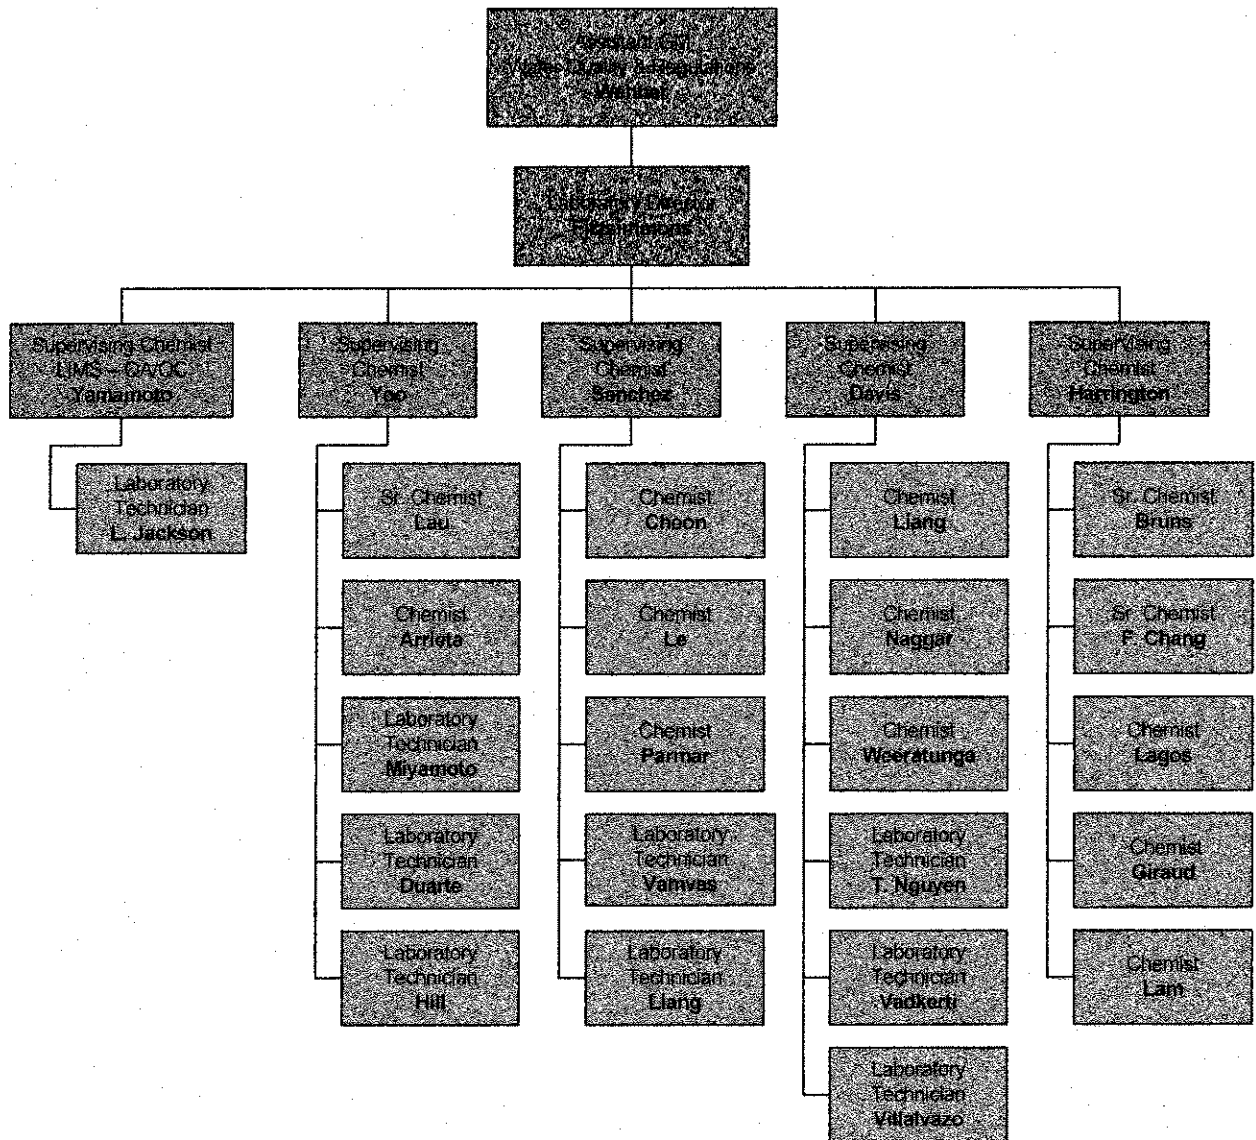 Assistant GM
Water Quality & Regulations
Laboratory Director
Fitzsimmons
Supervising Chemist
LIMS – QA/QC
Yamamoto
Laboratory
Technician
L. Jackson
Supervising
Chemist
Yoo
Sr. Chemist
Lau
Chemist
Arrieta
Laboratory
Technician
Miyamoto
Laboratory
Technician
Duarte
Laboratory
Technician
Hill
Supervising
Chemist
Sanchez
Chemist
Choon
Chemist
Le
Chemist
Parmar
Laboratory
Technician
Vamvas
Laboratory
Technician
Liang
Supervising
Chemist
Davis
Chemist
Liang
Chemist
Naggar
Chemist
Weeratunga
Laboratory
Technician
T. Nguyen
Laboratory
Technician
Vadkerti
Laboratory
Technician
Villalvazo
Supervising
Chemist
Harrington
Sr. Chemist
Bruns
Sr. Chemist
F. Chang
Chemist
Lagos
Chemist
Giraud
Chemist
Lam